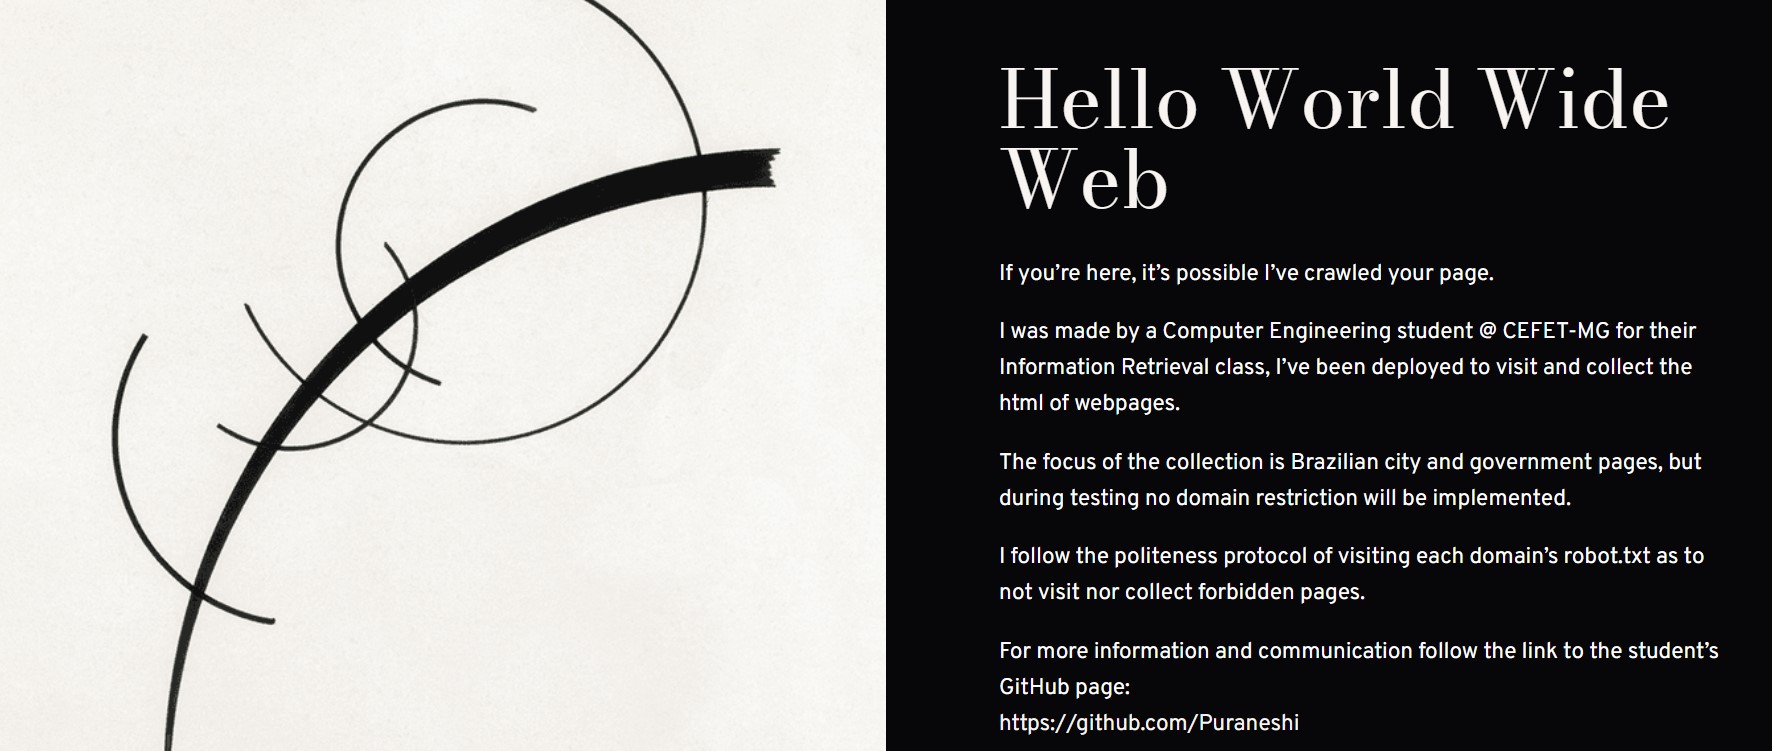 Hello World Wide
Web
If you’re here, it’s possible I’ve crawled your page.
I was made by a Computer Engineering student @ CEFET-MG for their
Information Retrieval class, I’ve been deployed to visit and collect the
html of webpages.
The focus of the collection is Brazilian city and government pages, but
during testing no domain restriction will be implemented.
I follow the politeness protocol of visiting each domain’s robot.txt as to
not visit nor collect forbidden pages.
For more information and communication follow the link to the student’s
GitHub page:
https://github.com/Puraneshi